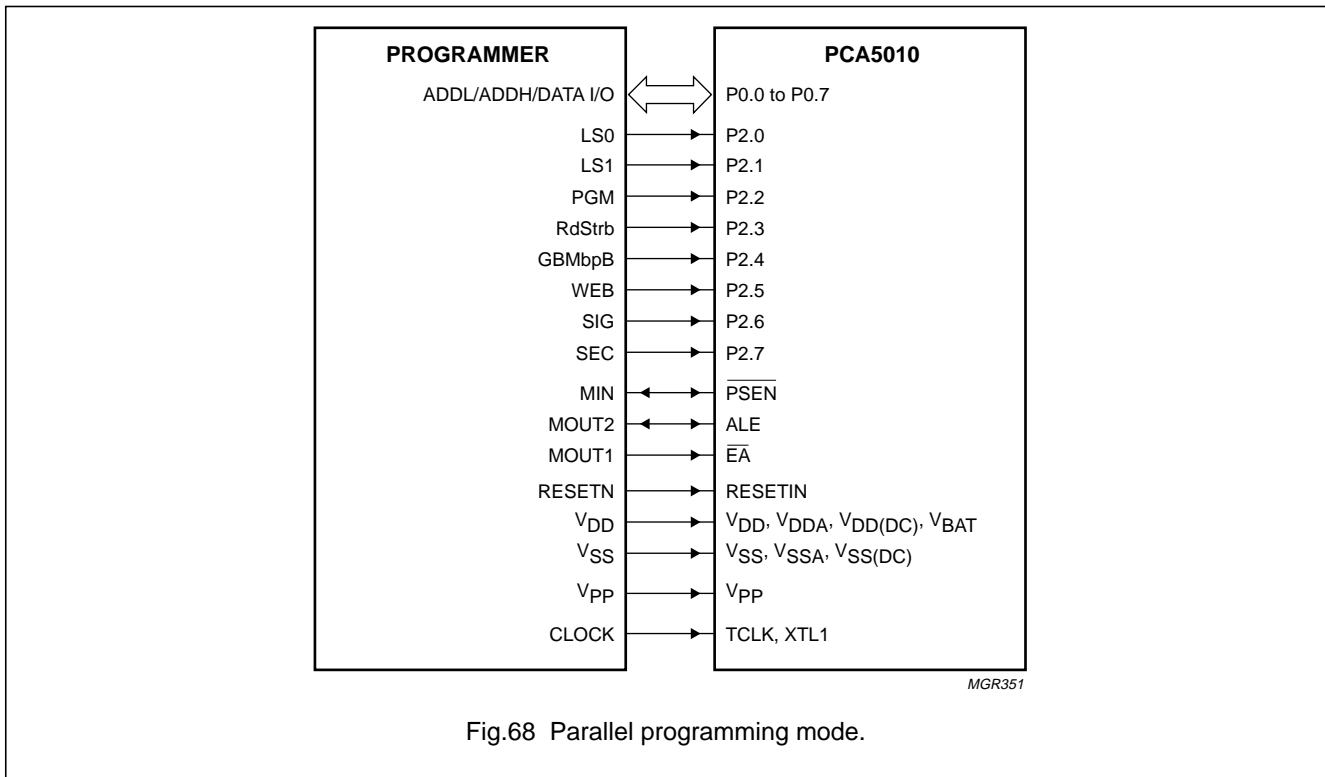 PROGRAMMER PCA5010
ADDL/ADDH/DATA I/O P0.0 to P0.7
LS0 P2.0
LS1 P2.1
PGM P2.2
RdStrb P2.3
GBMbpB P2.4
WEB P2.5
SIG P2.6
SEC P2.7
MIN PSEN
MOUT2 ALE
MOUT1 EA
RESETN RESETIN
VDD VDD, VDDA, VDD(DC), VBAT
VSS VSS, VSSA, VSS(DC)
VPP VPP
CLOCK TCLK, XTL1
MGR351
Fig.68 Parallel programming mode.